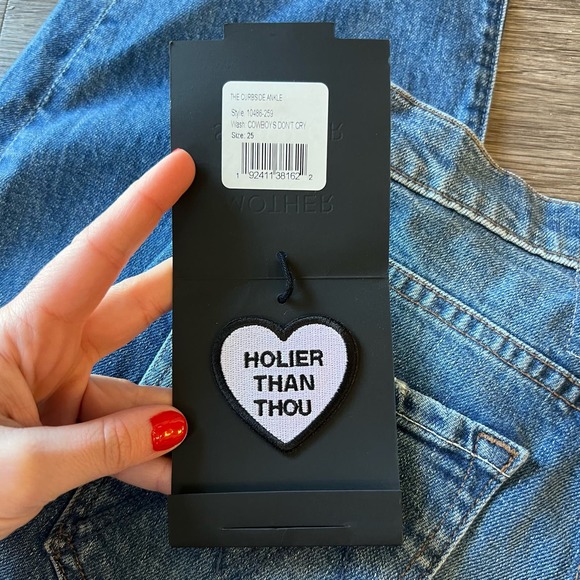 THE CURBSIDE ANKLE
Style: 10486-259
Wash: COWBOYS DON'T CRY
Size: 25
1 92411 38162 2
MOTHER
HOLIER
THAN
THOU